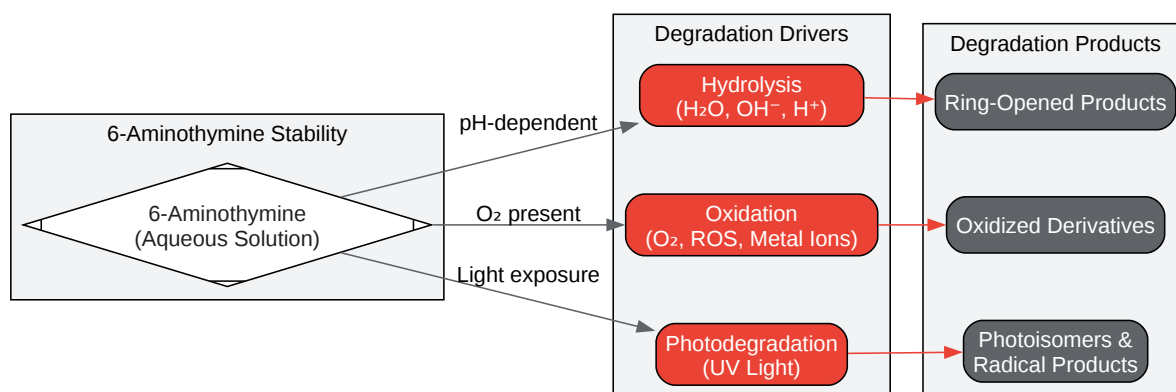 6-Aminothymine Stability
6-Aminothymine
(Aqueous Solution)
pH-dependent
O₂ present
Light exposure
Degradation Drivers
Hydrolysis
(H₂O, OH⁻, H⁺)
Oxidation
(O₂, ROS, Metal Ions)
Photodegradation
(UV Light)
Degradation Products
Ring-Opened Products
Oxidized Derivatives
Photoisomers &
Radical Products